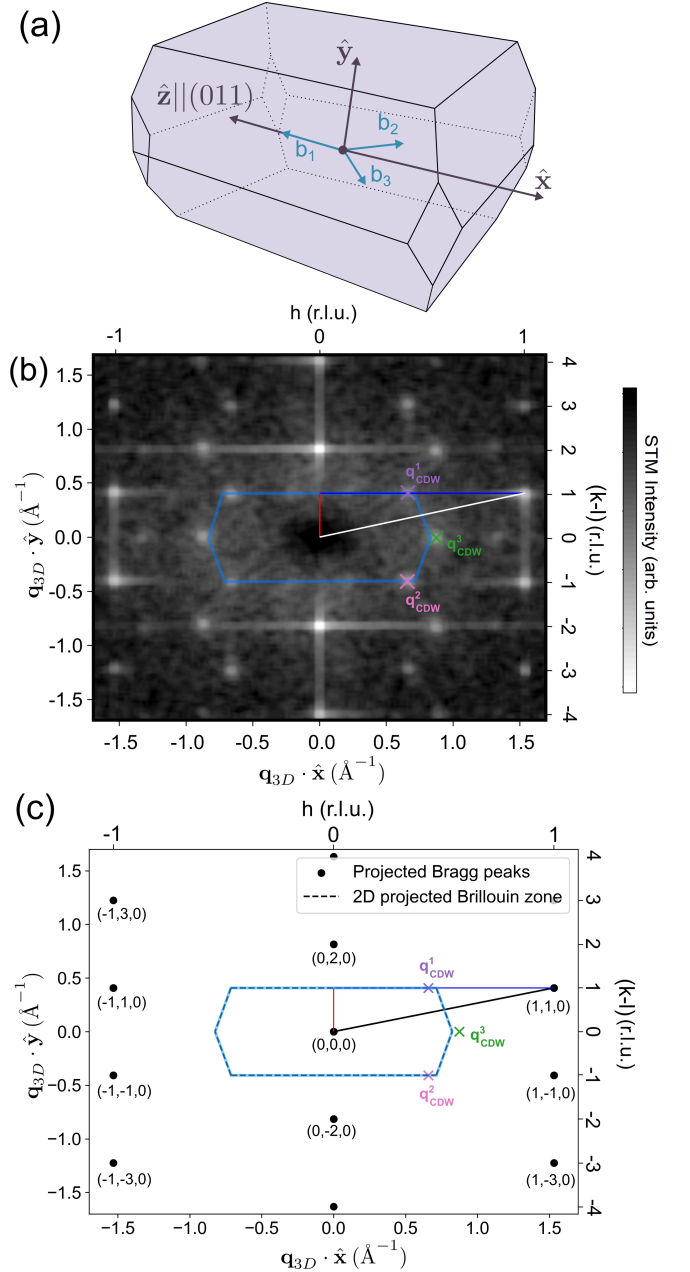 (a)
ŷ
ẑ||(011)
b2
b1
b3
x̂
h (r.l.u.)
-1 0 1
(b)
1.5
1.0
0.5
0.0
-0.5
-1.0
-1.5
q3D · ŷ (Å−1)
q1CDW
q3CDW
q2CDW
4
3
2
1
0
-1
-2
-3
-4
(k-l) (r.l.u.)
STM Intensity (arb. units)
-1.5 -1.0 -0.5 0.0 0.5 1.0 1.5
q3D · x̂ (Å−1)
(c)
h (r.l.u.)
-1 0 1
Projected Bragg peaks
2D projected Brillouin zone
1.5
1.0
0.5
0.0
−0.5
−1.0
−1.5
q3D · ŷ (Å−1)
(-1,3,0)
(0,2,0)
(-1,1,0)
q1CDW
(1,1,0)
(0,0,0)
q3CDW
(-1,-1,0)
q2CDW
(1,-1,0)
(0,-2,0)
(-1,-3,0)
(1,-3,0)
4
3
2
1
0
-1
-2
-3
-4
(k-l) (r.l.u.)
−1.5 −1.0 −0.5 0.0 0.5 1.0 1.5
q3D · x̂ (Å−1)